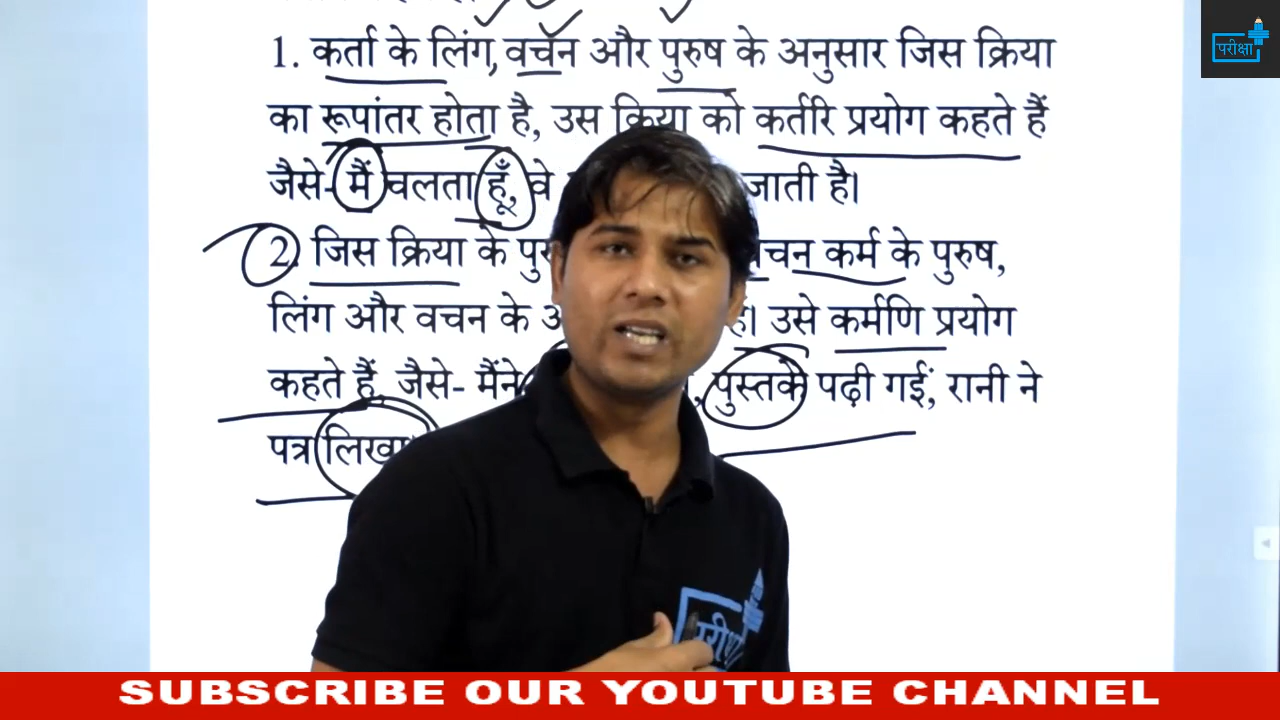 परीक्षा
1. कर्ता के लिंग, वचन और पुरुष के अनुसार जिस क्रिया
का रूपांतर होता है, उस क्रिया को कर्तरि प्रयोग कहते हैं
जैसे- मैं चलता हूँ, वे जाती है।
2. जिस क्रिया के वचन कर्म के पुरुष,
लिंग और वचन के है। उसे कर्मणि प्रयोग
कहते हैं, जैसे- मैंने पुस्तकें पढ़ी गईं, रानी ने
पत्र लिखा
परीक्षा
SUBSCRIBE OUR YOUTUBE CHANNEL